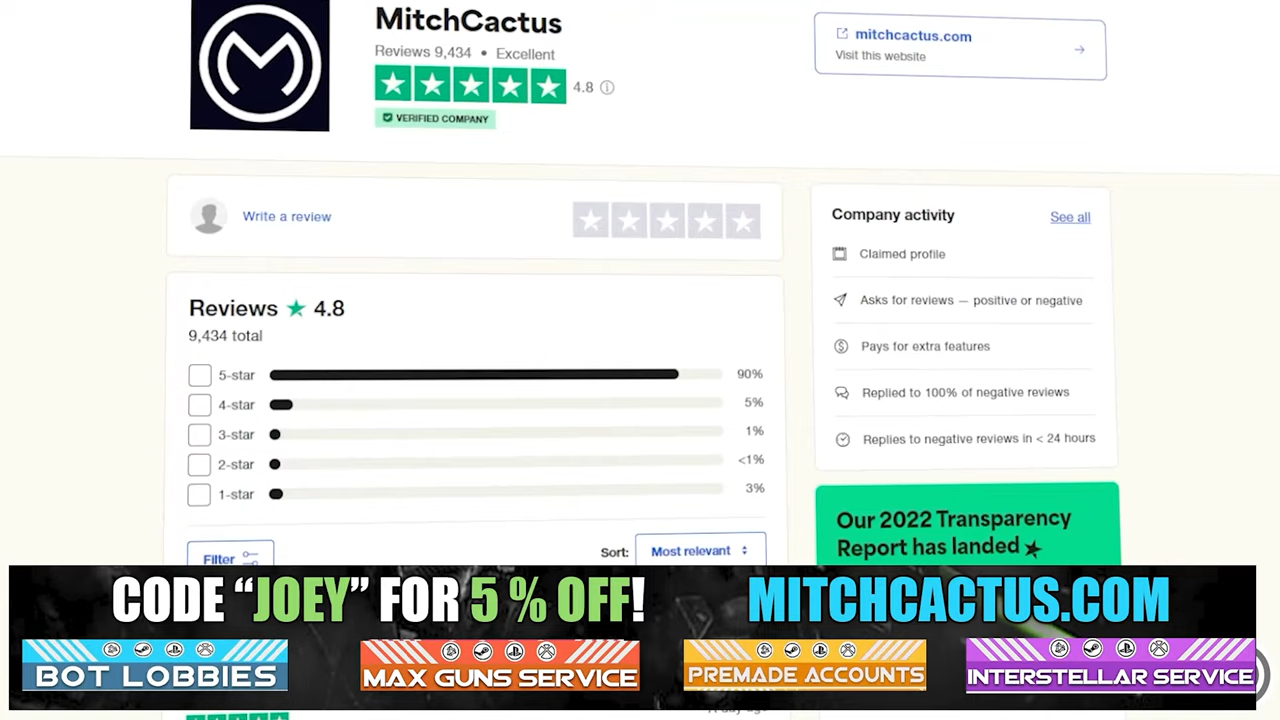 MitchCactus
Reviews 9,434 • Excellent
4.8
VERIFIED COMPANY
mitchcactus.com
Visit this website
Write a review
Reviews ★ 4.8
9,434 total
5-star 90%
4-star 5%
3-star 1%
2-star <1%
1-star 3%
Filter
Sort: Most relevant
Company activity
See all
Claimed profile
Asks for reviews — positive or negative
Pays for extra features
Replied to 100% of negative reviews
Replies to negative reviews in < 24 hours
Our 2022 Transparency
Report has landed
CODE “JOEY” FOR 5 % OFF!
MITCHCACTUS.COM
BOT LOBBIES
MAX GUNS SERVICE
PREMADE ACCOUNTS
INTERSTELLAR SERVICE